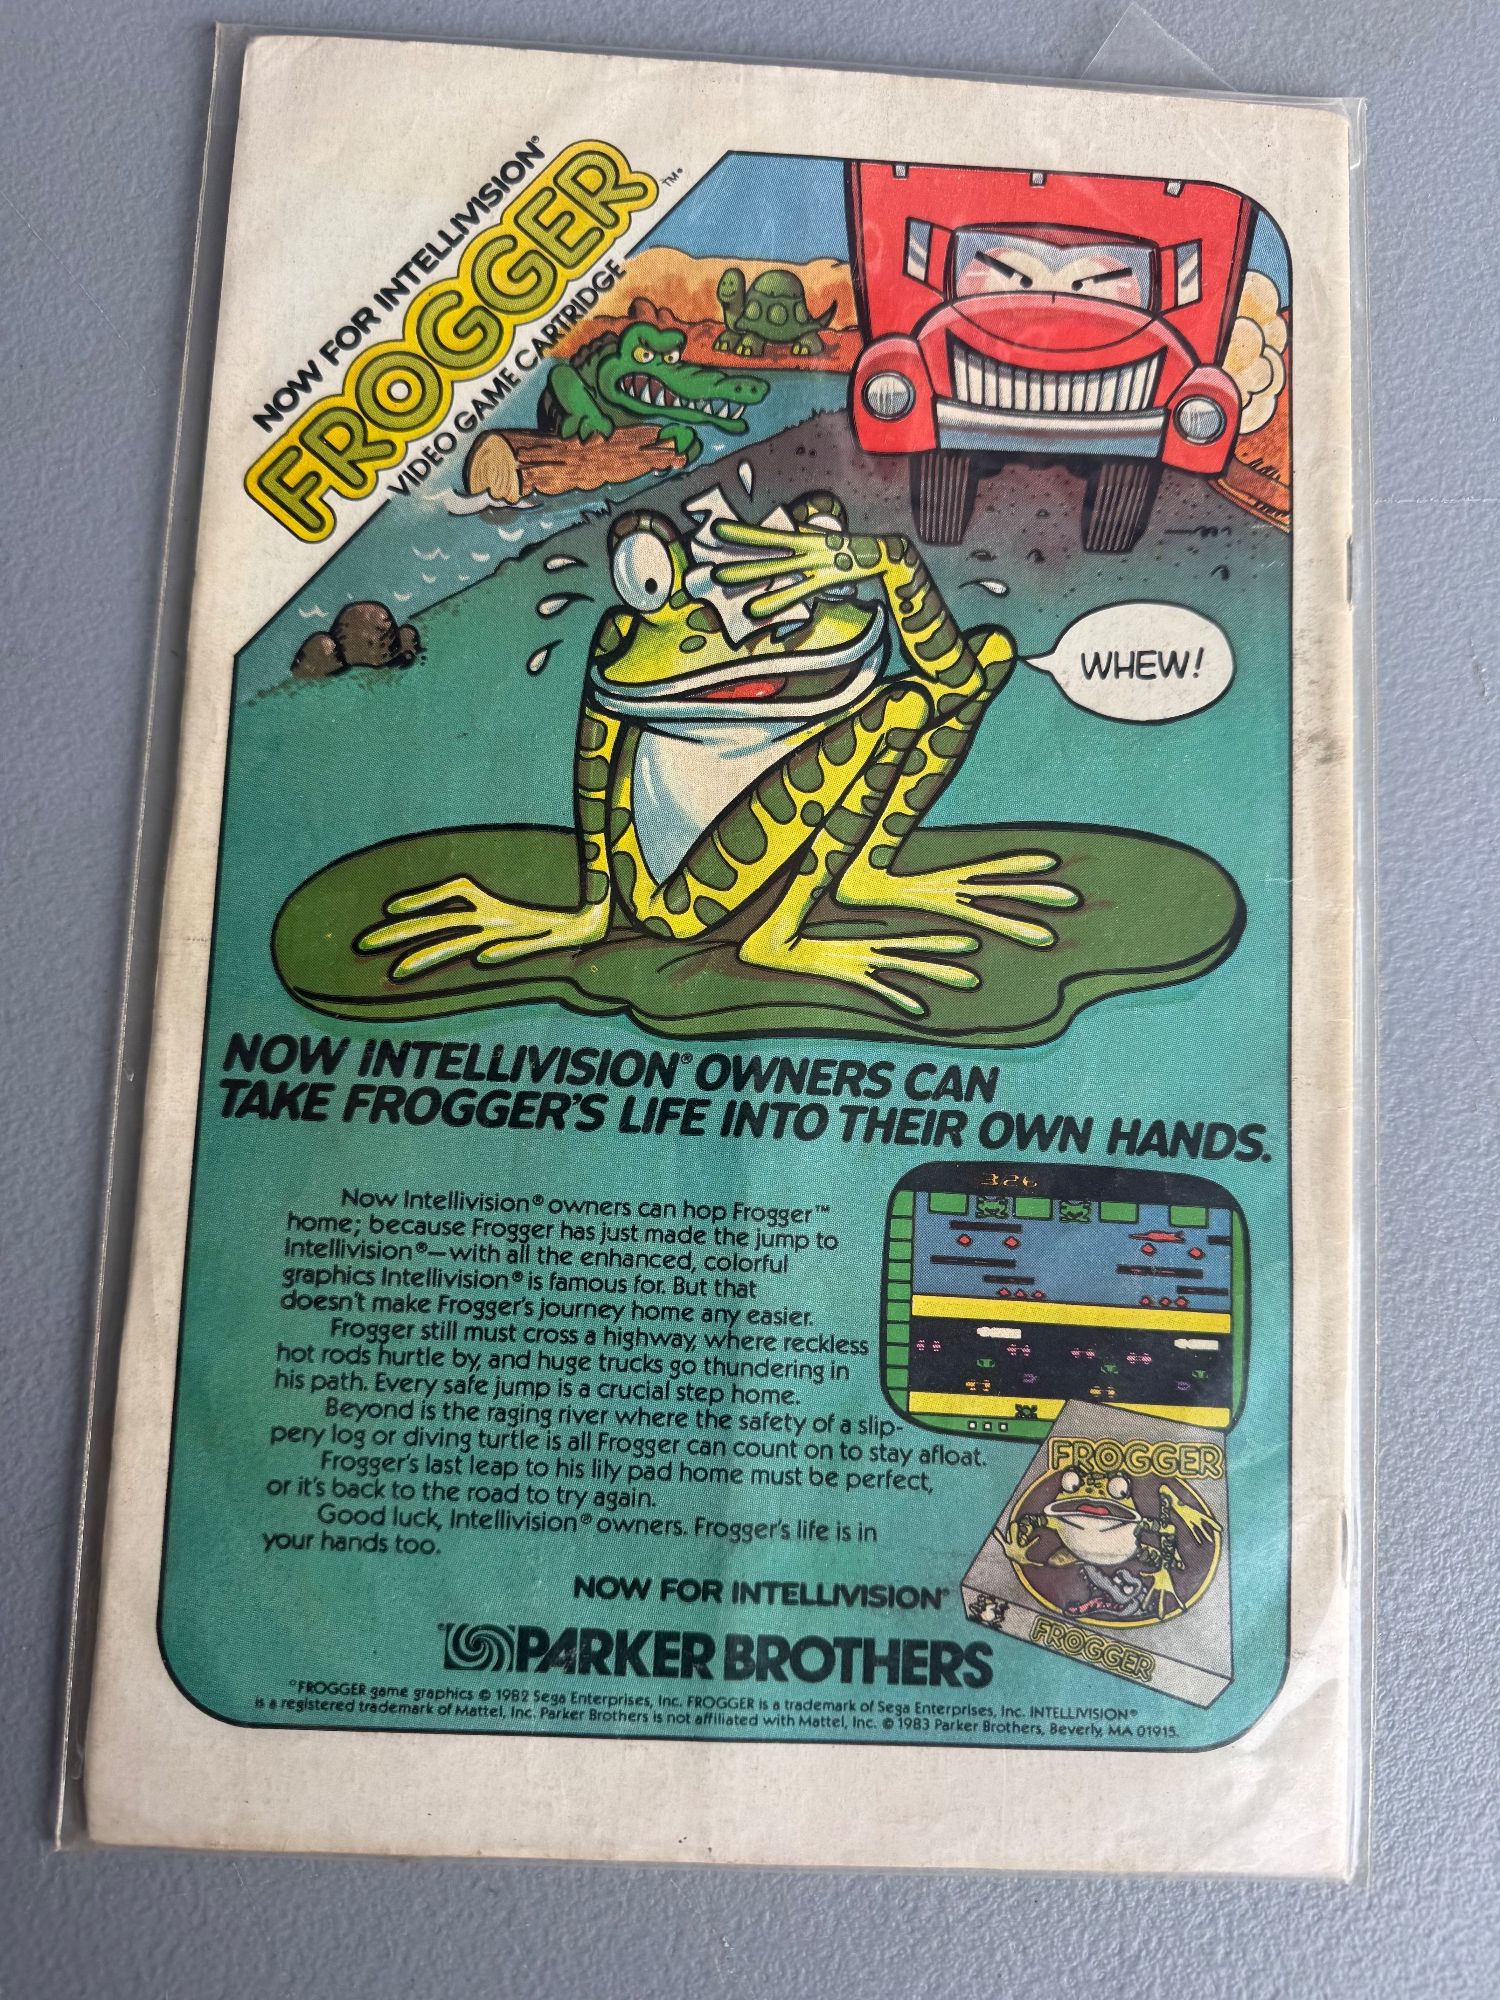 NOW FOR INTELLIVISION®
FROGGER™
VIDEO GAME CARTRIDGE
WHEW!
NOW INTELLIVISION® OWNERS CAN
TAKE FROGGER'S LIFE INTO THEIR OWN HANDS.
Now Intellivision® owners can hop Frogger™
home; because Frogger has just made the jump to
Intellivision®—with all the enhanced, colorful
graphics Intellivision® is famous for. But that
doesn't make Frogger's journey home any easier.
Frogger still must cross a highway, where reckless
hot rods hurtle by, and huge trucks go thundering in
his path. Every safe jump is a crucial step home.
Beyond is the raging river where the safety of a slip-
pery log or diving turtle is all Frogger can count on to stay afloat.
Frogger's last leap to his lily pad home must be perfect,
or it's back to the road to try again.
Good luck, Intellivision® owners. Frogger's life is in
your hands too.
326
FROGGER
FROGGER
NOW FOR INTELLIVISION®
PARKER BROTHERS
°FROGGER game graphics © 1982 Sega Enterprises, Inc. FROGGER is a trademark of Sega Enterprises, Inc. INTELLIVISION®
is a registered trademark of Mattel, Inc. Parker Brothers is not affiliated with Mattel, Inc. © 1983 Parker Brothers, Beverly, MA 01915.